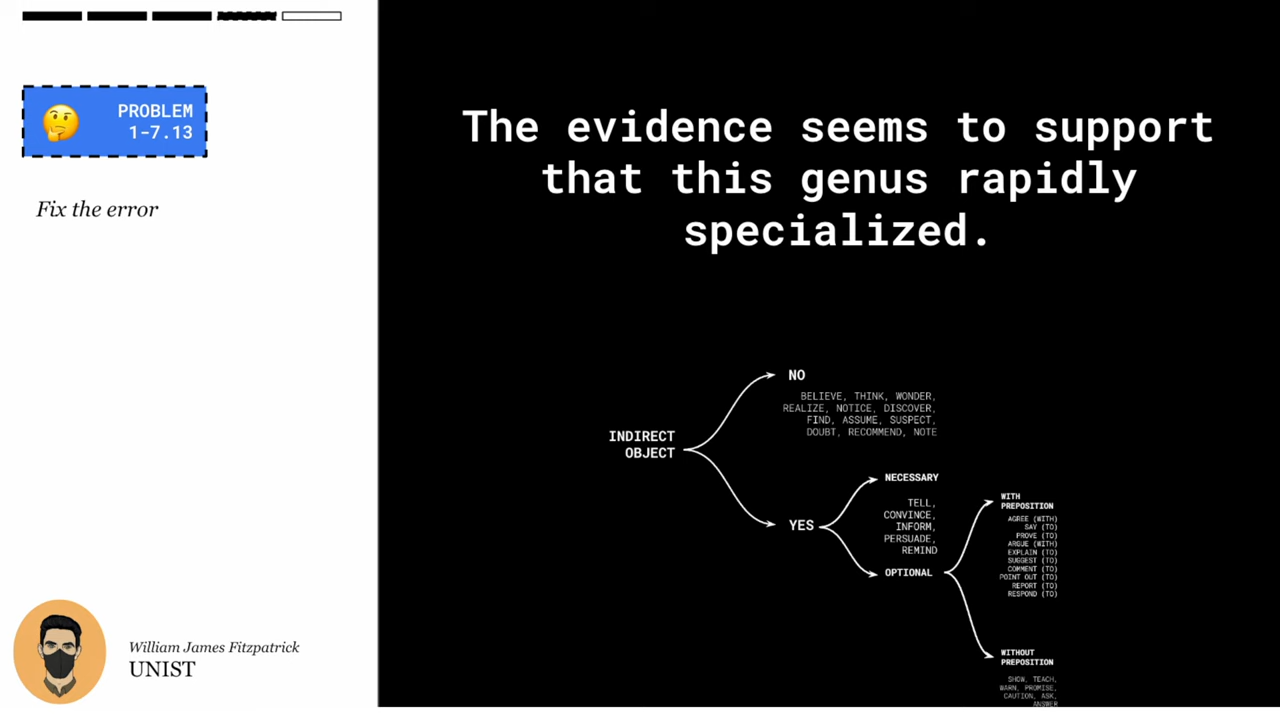 PROBLEM
1-7.13
Fix the error
The evidence seems to support
that this genus rapidly
specialized.
INDIRECT
OBJECT
NO
BELIEVE, THINK, WONDER,
REALIZE, NOTICE, DISCOVER,
FIND, ASSUME, SUSPECT,
DOUBT, RECOMMEND, NOTE
YES
NECESSARY
TELL,
CONVINCE,
INFORM,
PERSUADE,
REMIND
OPTIONAL
WITH
PREPOSITION
AGREE (WITH)
SAY (TO)
PROVE (TO)
ARGUE (WITH)
EXPLAIN (TO)
SUGGEST (TO)
COMMENT (TO)
POINT OUT (TO)
REPORT (TO)
RESPOND (TO)
WITHOUT
PREPOSITION
SHOW, TEACH,
WARN, PROMISE,
CAUTION, ASK,
ANSWER
William James Fitzpatrick
UNIST